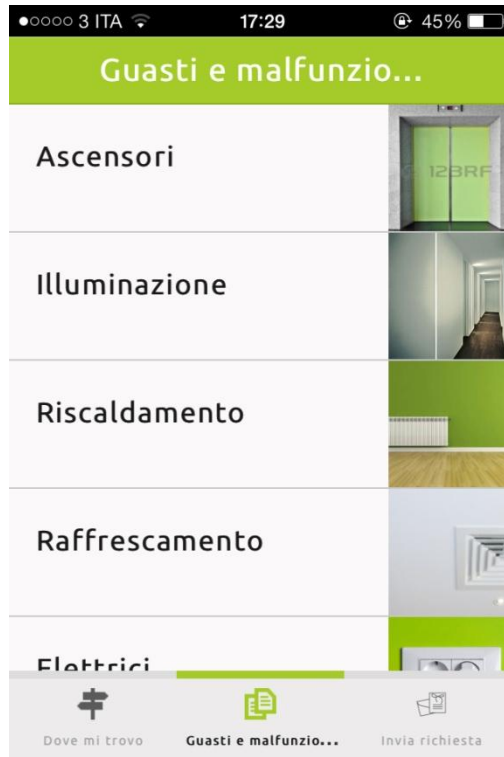 3 ITA 17:29 45%
Guasti e malfunzio...
Ascensori
123RF
Illuminazione
Riscaldamento
Raffrescamento
Elettrici
Dove mi trovo Guasti e malfunzio... Invia richiesta